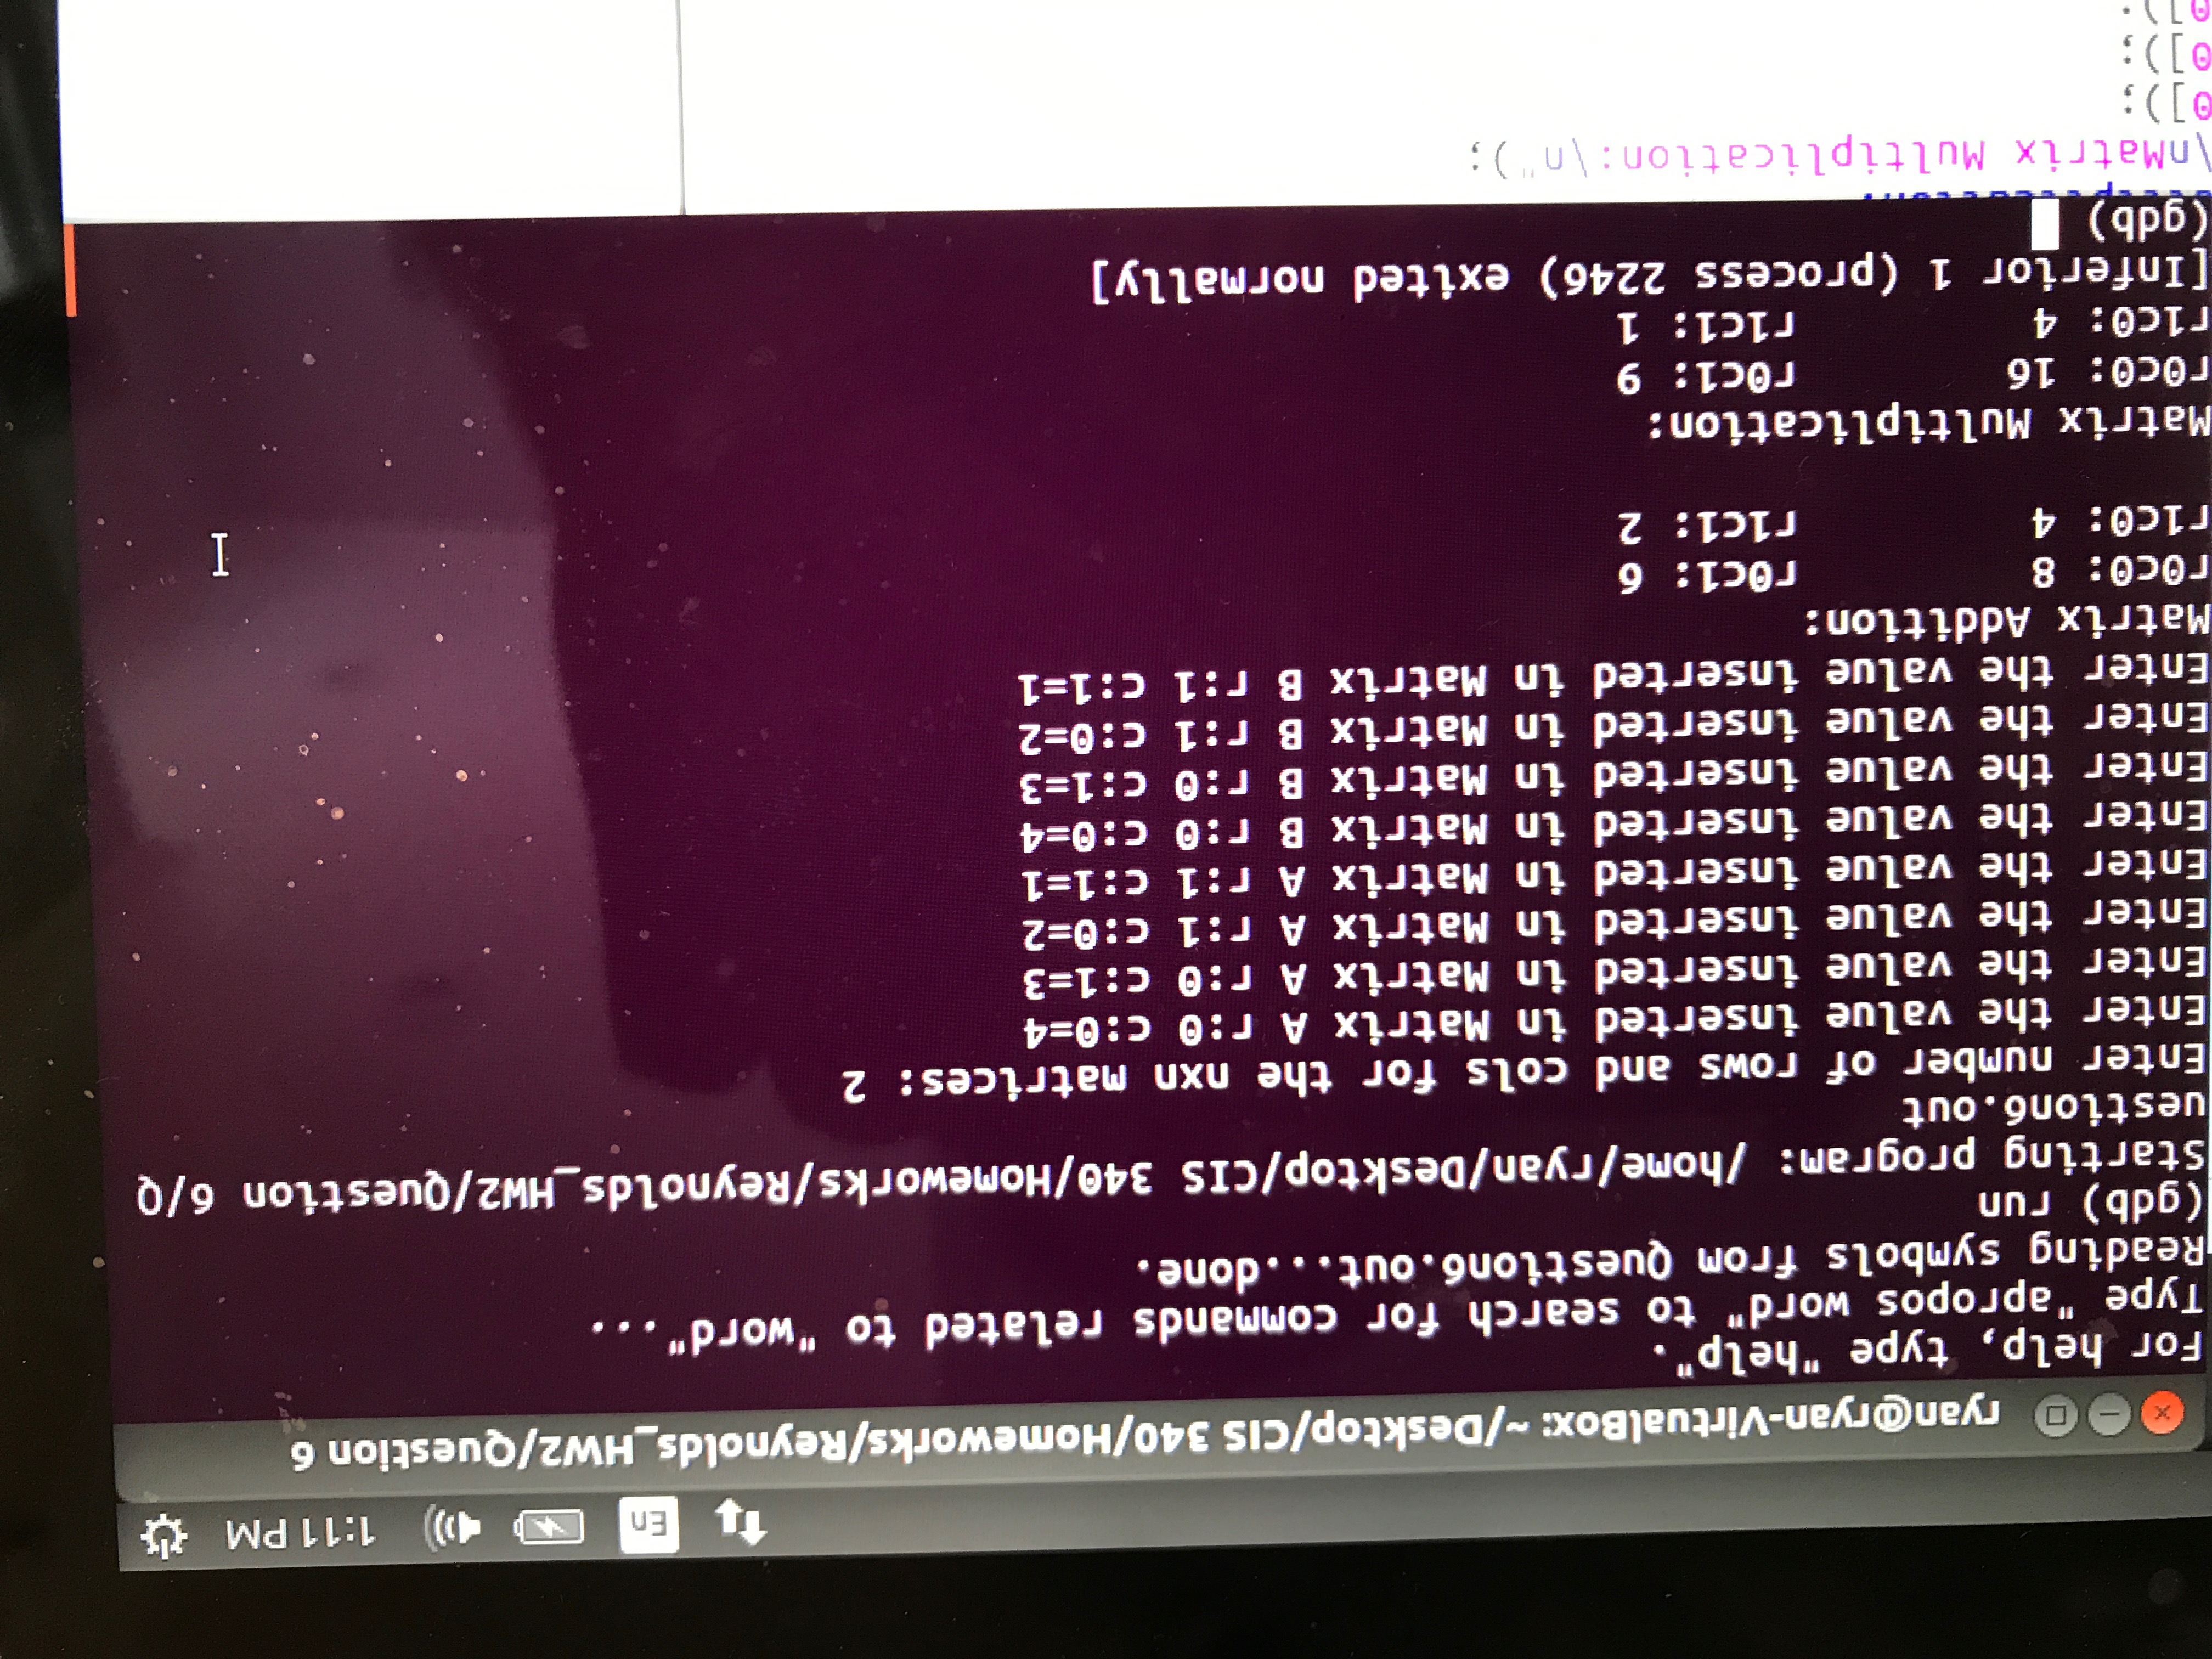 En 1:11 PM
ryan@ryan-VirtualBox: ~/Desktop/CIS 340/Homeworks/Reynolds_HW2/Question 6
For help, type "help".
Type "apropos word" to search for commands related to "word"...
Reading symbols from Question6.out...done.
(gdb) run
Starting program: /home/ryan/Desktop/CIS 340/Homeworks/Reynolds_HW2/Question 6/Q
uestion6.out
Enter number of rows and cols for the nxn matrices: 2
Enter the value inserted in Matrix A r:0 c:0=4
Enter the value inserted in Matrix A r:0 c:1=3
Enter the value inserted in Matrix A r:1 c:0=2
Enter the value inserted in Matrix A r:1 c:1=1
Enter the value inserted in Matrix B r:0 c:0=4
Enter the value inserted in Matrix B r:0 c:1=3
Enter the value inserted in Matrix B r:1 c:0=2
Enter the value inserted in Matrix B r:1 c:1=1
Matrix Addition:
r0c0: 8 r0c1: 6
r1c0: 4 r1c1: 2
Matrix Multiplication:
r0c0: 16 r0c1: 9
r1c0: 4 r1c1: 1
[Inferior 1 (process 2246) exited normally]
(gdb)
\nMatrix Multiplication:\n");
0]);
0]);
0]);